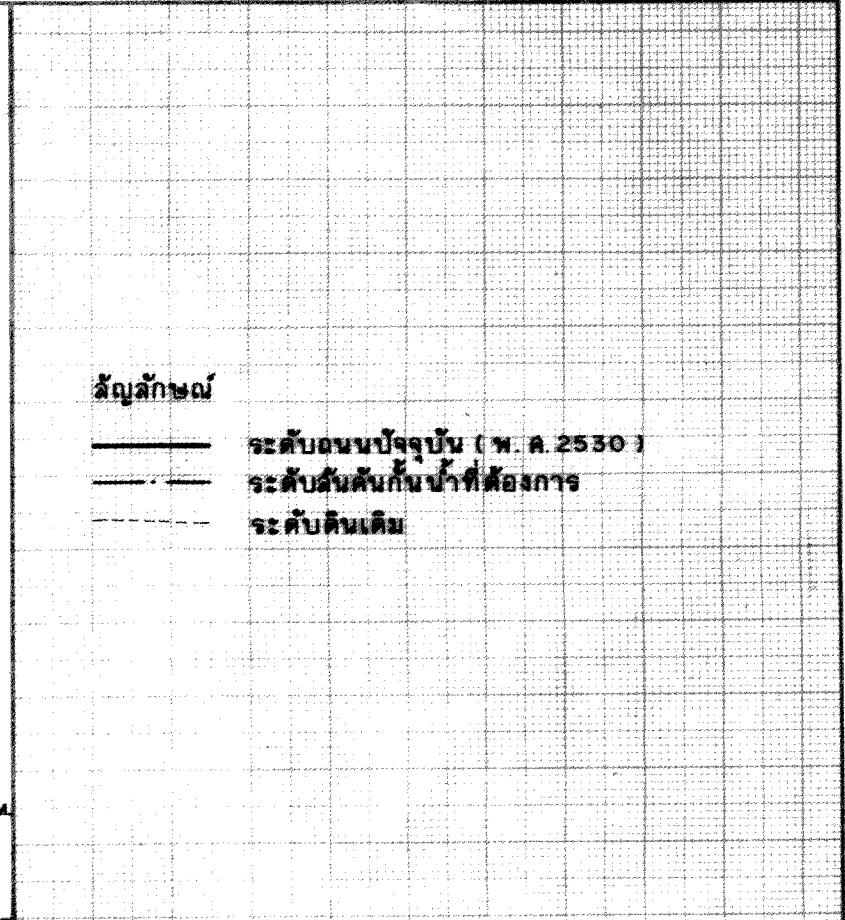 สัญลักษณ์
ระดับถนนปัจจุบัน ( พ.ศ.2530 )
ระดับสันคันกั้นน้ำที่ต้องการ
ระดับดินเดิม